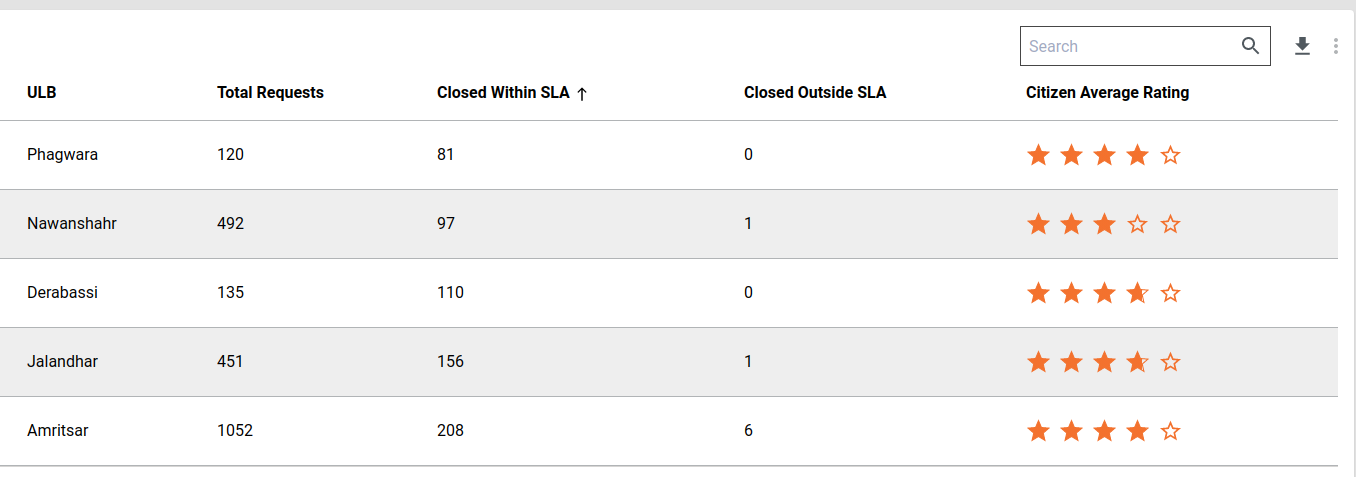 Search
ULB Total Requests Closed Within SLA Closed Outside SLA Citizen Average Rating
Phagwara 120 81 0
Nawanshahr 492 97 1
Derabassi 135 110 0
Jalandhar 451 156 1
Amritsar 1052 208 6